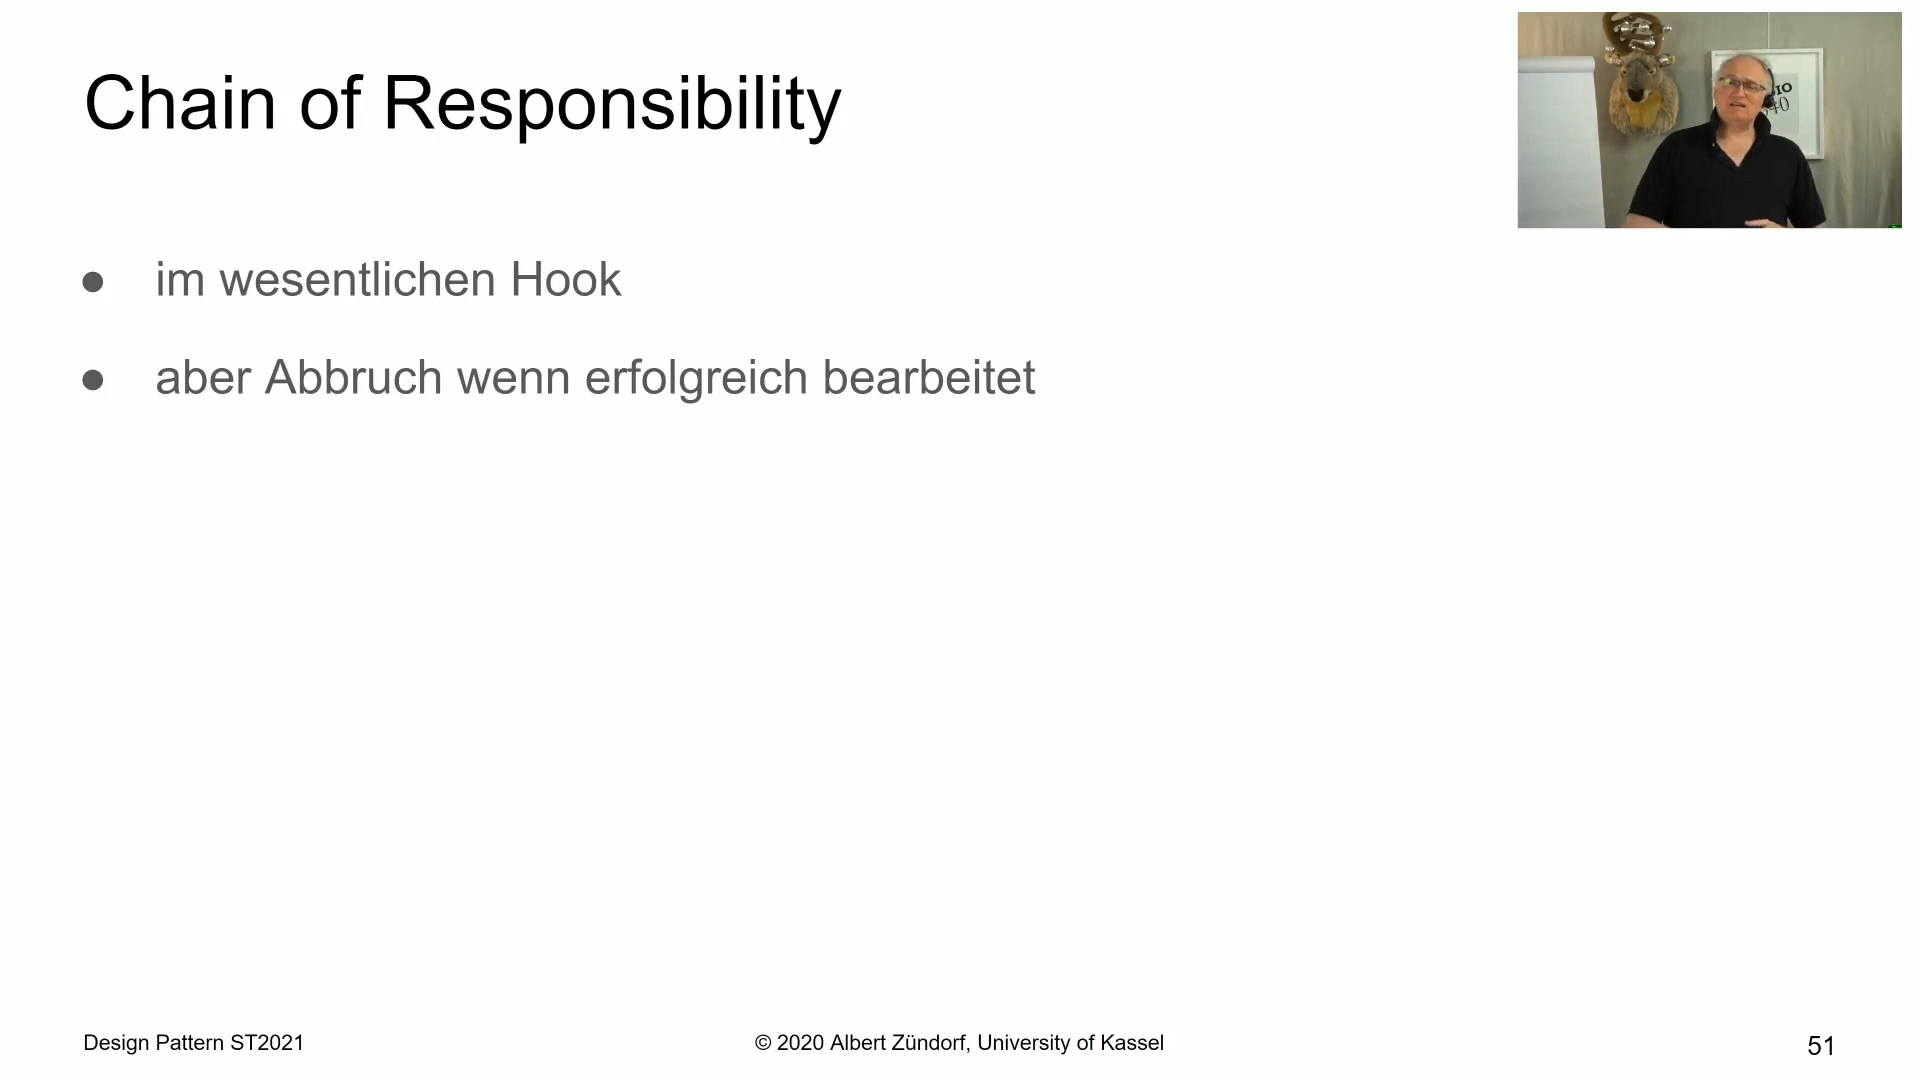 Chain of Responsibility
● im wesentlichen Hook
● aber Abbruch wenn erfolgreich bearbeitet
Design Pattern ST2021
© 2020 Albert Zündorf, University of Kassel
51